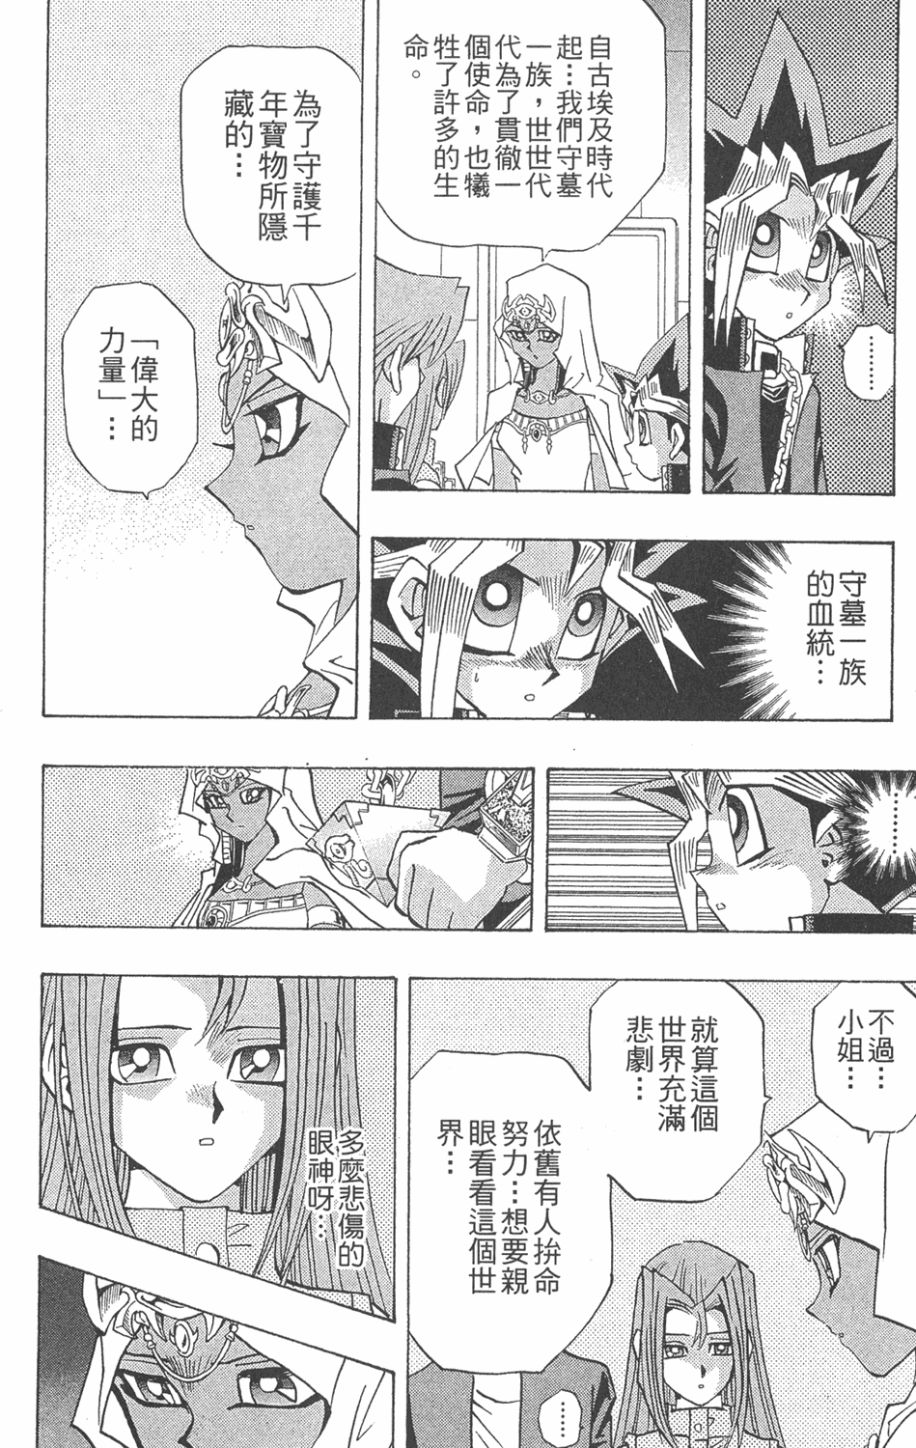 自古埃及時代
起…我們守墓
一族，世世代
代為了貫徹一
個使命，也犧
牲了許多的生
命。
………
為了守護千
年寶物所隱
藏的…
「偉大的
力量」…
守墓一族
的血統…
………
不過…
小姐…
就算這個
世界充滿
悲劇…
依舊有人拚命
努力…想要親
眼看看這個世
界…
……
多麼悲傷的
眼神呀…